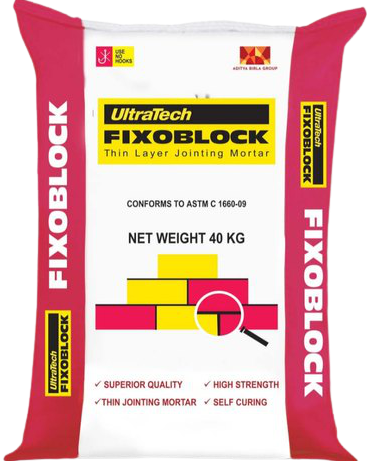 USE
NO
HOOKS
ADITYA BIRLA GROUP
UltraTech
FIXOBLOCK
Thin Layer Jointing Mortar
CONFORMS TO ASTM C 1660-09
NET WEIGHT 40 KG
✓ SUPERIOR QUALITY ✓ HIGH STRENGTH
✓THIN JOINTING MORTAR ✓ SELF CURING
FIXOBLOCK
UltraTech
FIXOBLOCK
UltraTech
FIXOBLOCK
FIXOBLOCK